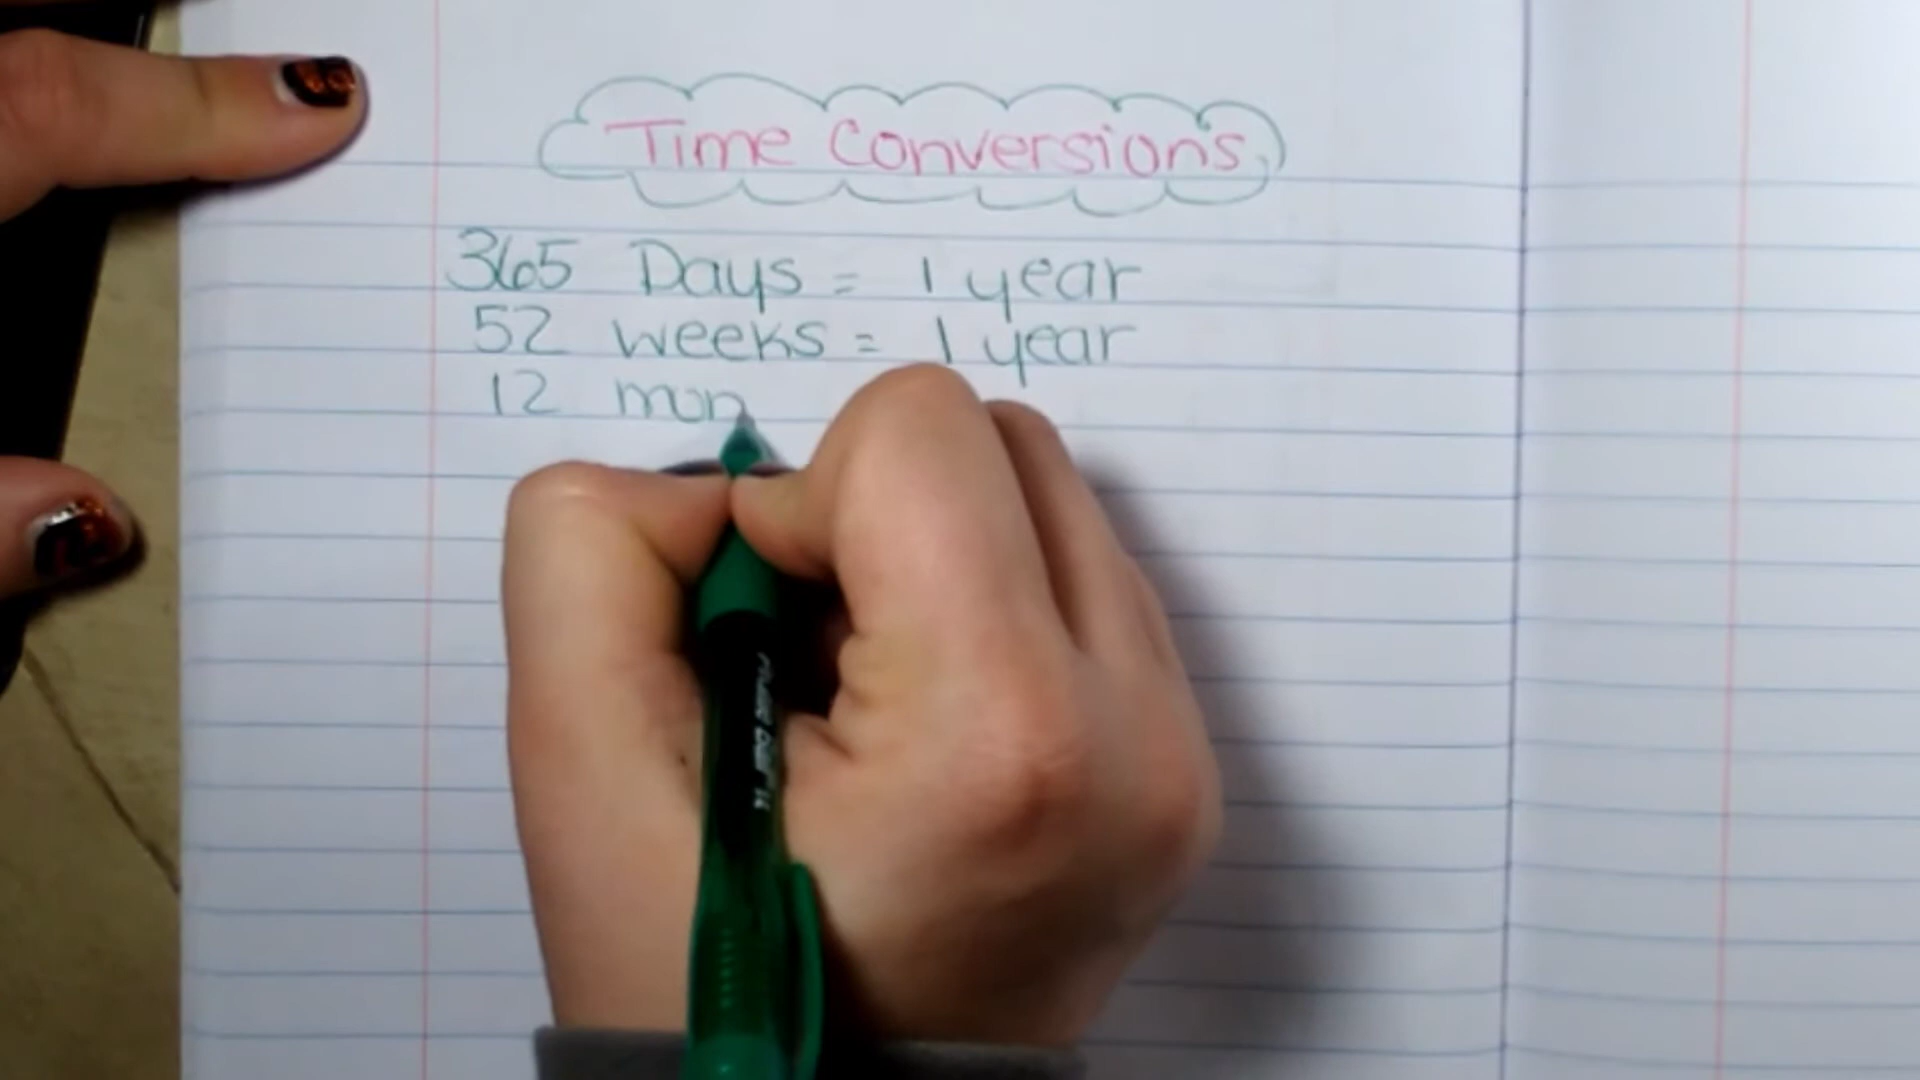 Time Conversions
365 Days = 1 year
52 weeks = 1 year
12 mon